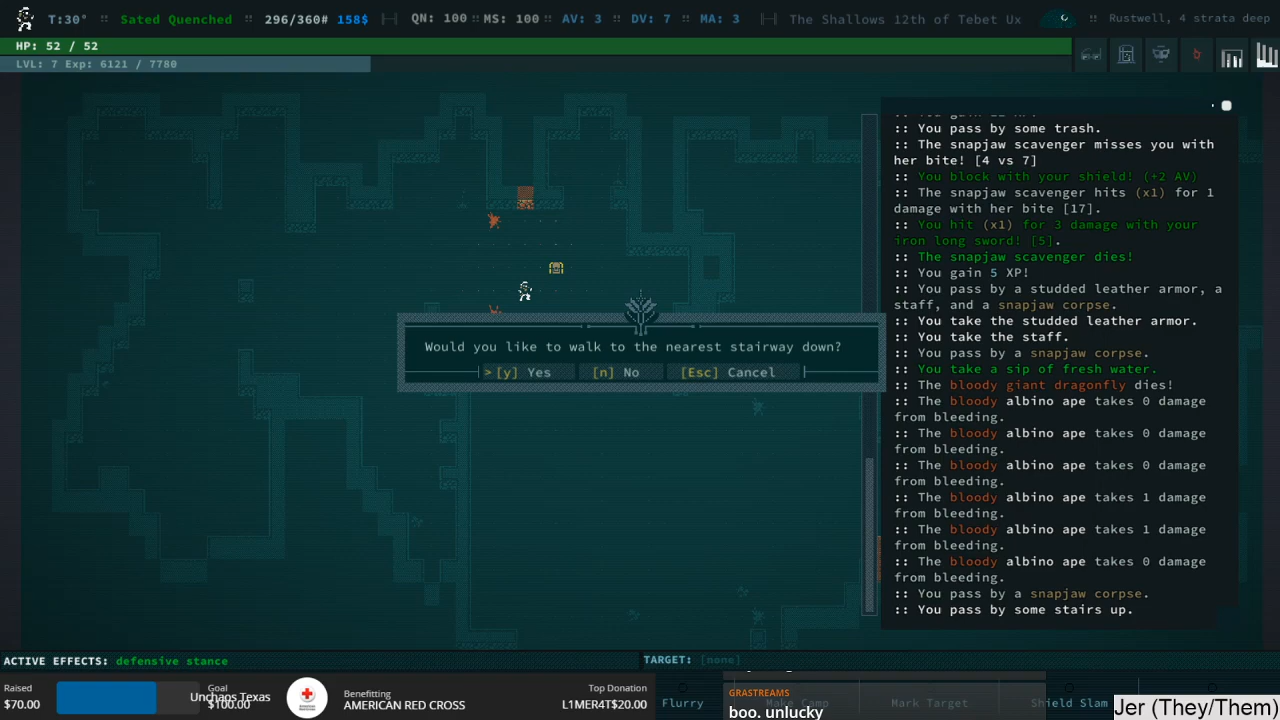 T:30° :: Sated Quenched :: 296/360# 158$ QN: 100 :: MS: 100 :: AV: 3 :: DV: 7 :: MA: 3 The Shallows 12th of Tebet Ux :: Rustwell, 4 strata deep
HP: 52 / 52
LVL: 7 Exp: 6121 / 7780
:: You pass by some trash.
:: The snapjaw scavenger misses you with
her bite! [4 vs 7]
:: You block with your shield! (+2 AV)
:: The snapjaw scavenger hits (x1) for 1
damage with her bite [17].
:: You hit (x1) for 3 damage with your
iron long sword! [5].
:: The snapjaw scavenger dies!
:: You gain 5 XP!
:: You pass by a studded leather armor, a
staff, and a snapjaw corpse.
:: You take the studded leather armor.
:: You take the staff.
:: You pass by a snapjaw corpse.
:: You take a sip of fresh water.
:: The bloody giant dragonfly dies!
:: The bloody albino ape takes 0 damage
from bleeding.
:: The bloody albino ape takes 0 damage
from bleeding.
:: The bloody albino ape takes 0 damage
from bleeding.
:: The bloody albino ape takes 1 damage
from bleeding.
:: The bloody albino ape takes 1 damage
from bleeding.
:: The bloody albino ape takes 0 damage
from bleeding.
:: You pass by a snapjaw corpse.
:: You pass by some stairs up.
Would you like to walk to the nearest stairway down?
>[y] Yes [n] No [Esc] Cancel
ACTIVE EFFECTS: defensive stance
TARGET: [none]
Raised
$70.00
Goal
Unchaos Texas
Benefitting
AMERICAN RED CROSS
Top Donation
L1MER4T$20.00
Flurry
Make Camp
Mark Target
Shield Slam
GRASTREAMS
boo. unlucky
Jer (They/Them)